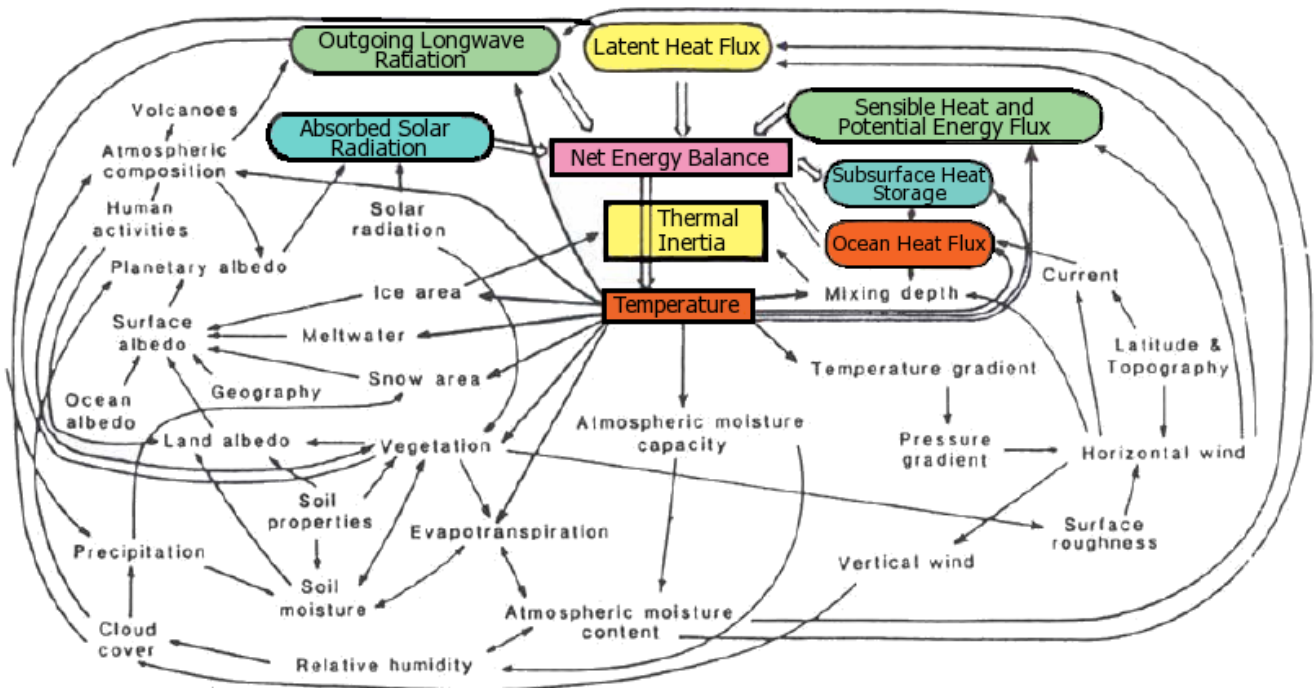 Outgoing Longwave
Ratiation
Latent Heat Flux
Volcanoes
Absorbed Solar
Radiation
Sensible Heat and
Potential Energy Flux
Atmospheric
composition
Net Energy Balance
Subsurface Heat
Storage
Human
activities
Solar
radiation
Thermal
Inertia
Ocean Heat Flux
Planetary albedo
Current
Ice area
Temperature
Mixing depth
Surface
albedo
Meltwater
Latitude &
Topography
Snow area
Temperature gradient
Geography
Ocean
albedo
Atmospheric moisture
capacity
Land albedo
Vegetation
Pressure
gradient
Horizontal wind
Soil
properties
Evapotranspiration
Surface
roughness
Precipitation
Vertical wind
Soil
moisture
Atmospheric moisture
content
Cloud
cover
Relative humidity